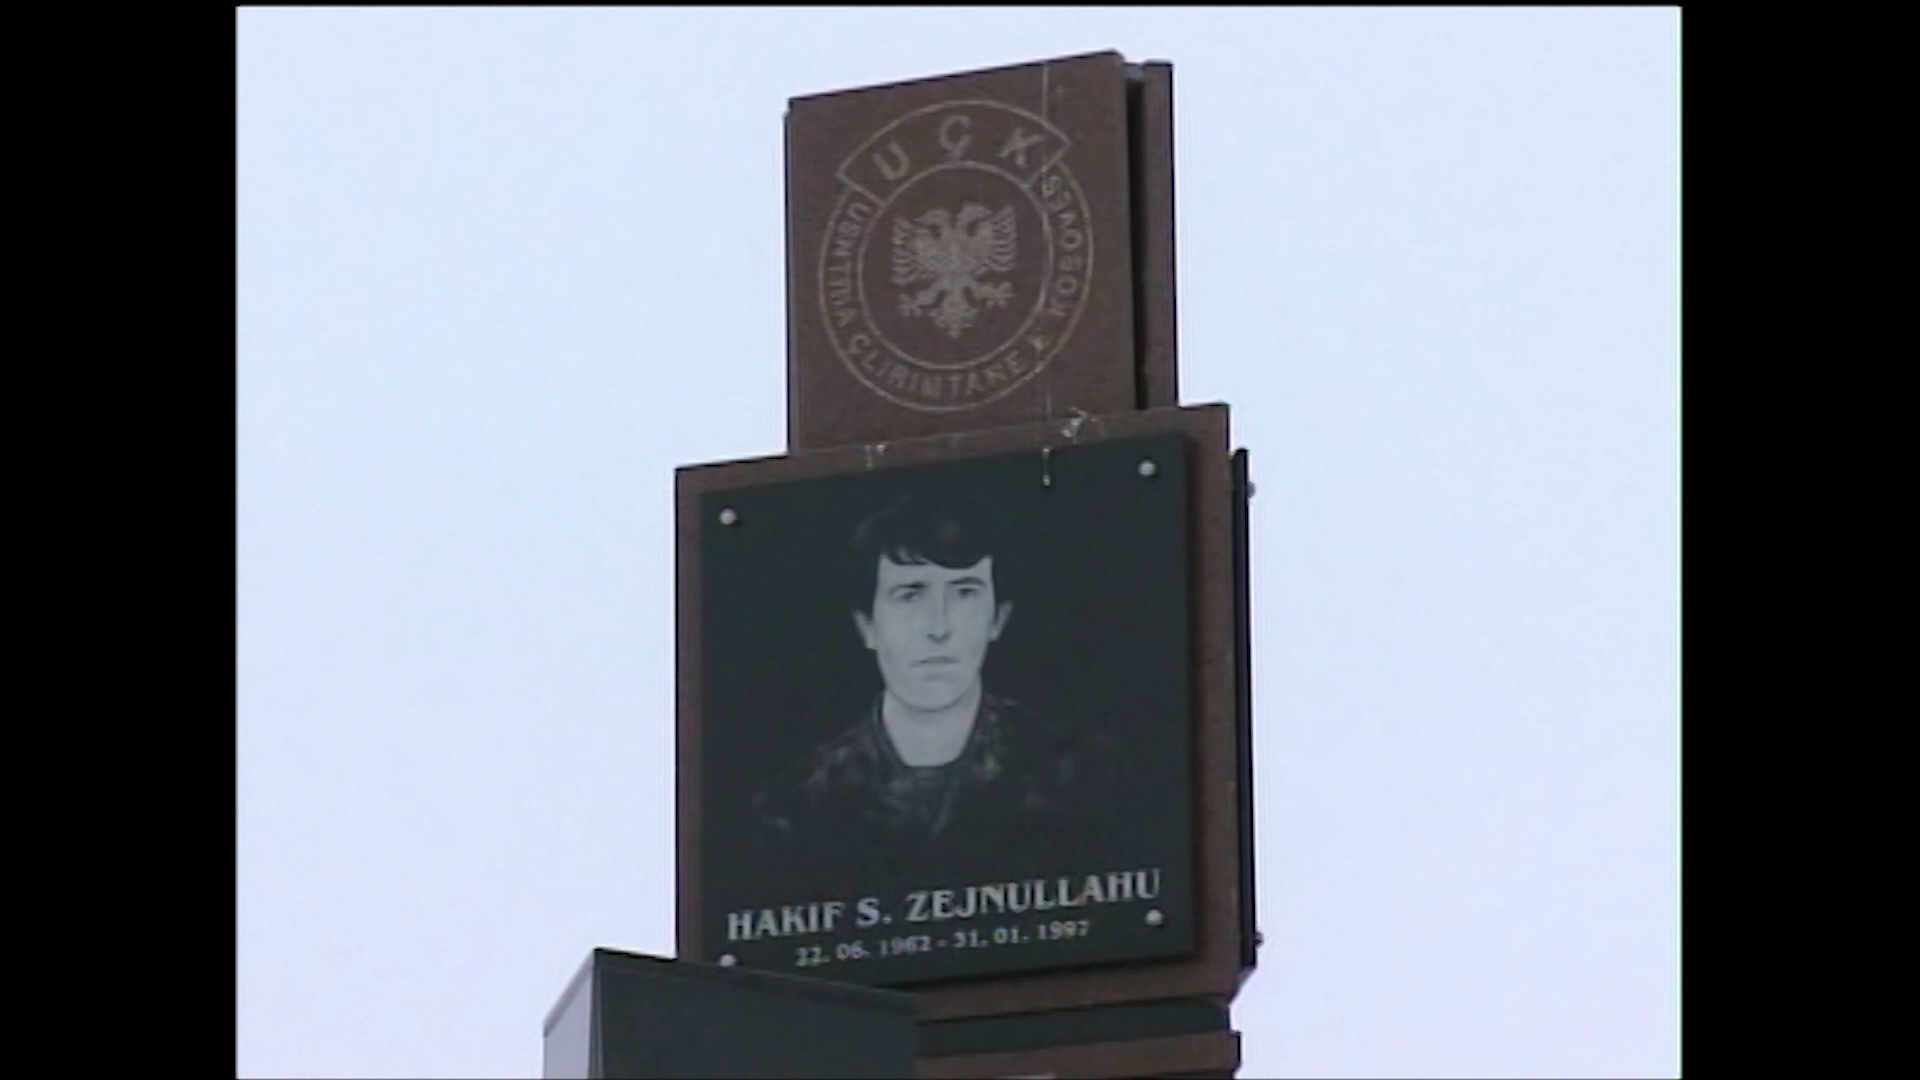 UÇK
USHTRIA ÇLIRIMTARE E KOSOVËS
HAKIF S. ZEJNULLAHU
22. 06. 1962 - 31. 01. 1997